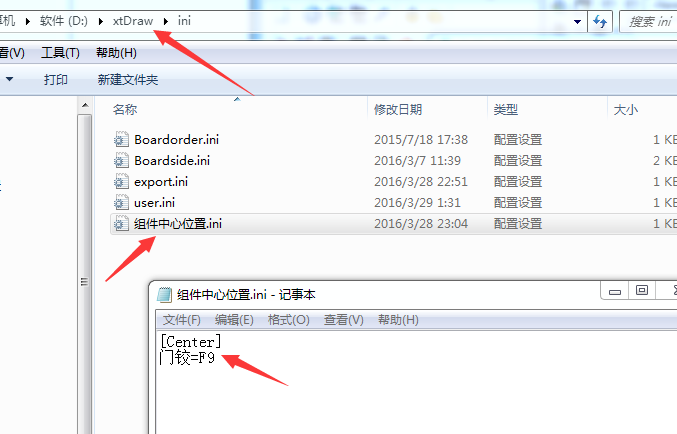 算机 ▸ 软件 (D:) ▸ xtDraw ▸ ini
搜索 ini
看(V) 工具(T) 帮助(H)
打印 新建文件夹
名称 修改日期 类型 大小
Boardorder.ini 2015/7/18 17:38 配置设置 1 KB
Boardside.ini 2016/3/7 11:39 配置设置 2 KB
export.ini 2016/3/28 22:51 配置设置 1 KB
user.ini 2016/3/29 1:31 配置设置 1 KB
组件中心位置.ini 2016/3/28 23:04 配置设置 1 KB
组件中心位置.ini - 记事本
文件(F) 编辑(E) 格式(O) 查看(V) 帮助(H)
[Center]
门铰=F9